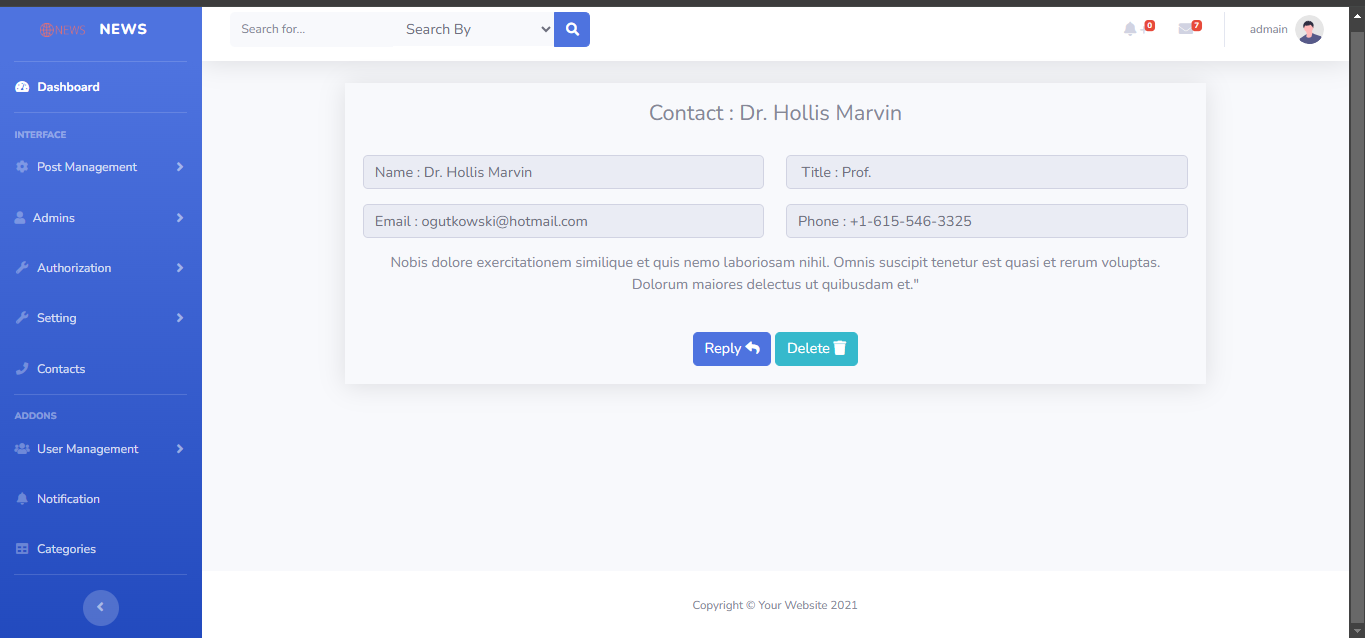 NEWS NEWS
Search for... Search By
0 7 admain
Dashboard
INTERFACE
Post Management
Admins
Authorization
Setting
Contacts
ADDONS
User Management
Notification
Categories
Contact : Dr. Hollis Marvin
Name : Dr. Hollis Marvin
Title : Prof.
Email : ogutkowski@hotmail.com
Phone : +1-615-546-3325
Nobis dolore exercitationem similique et quis nemo laboriosam nihil. Omnis suscipit tenetur est quasi et rerum voluptas.
Dolorum maiores delectus ut quibusdam et."
Reply Delete
Copyright © Your Website 2021